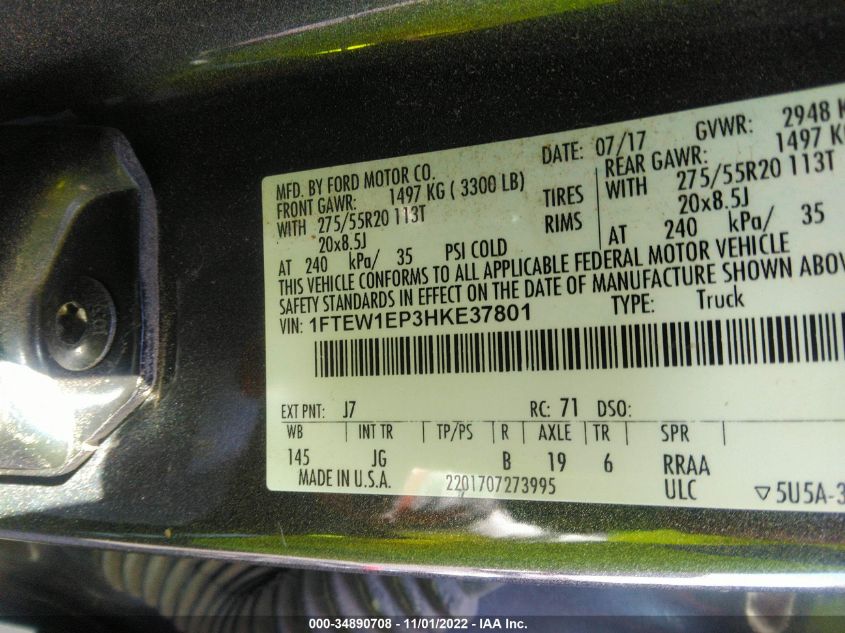 MFD. BY FORD MOTOR CO.
DATE: 07/17 GVWR: 2948 K
FRONT GAWR: 1497 KG ( 3300 LB)
REAR GAWR: 1497 KG
WITH 275/55R20 113T TIRES
WITH 275/55R20 113T
20x8.5J RIMS
20x8.5J
AT 240 kPa/ 35 PSI COLD
AT 240 kPa/ 35
THIS VEHICLE CONFORMS TO ALL APPLICABLE FEDERAL MOTOR VEHICLE
SAFETY STANDARDS IN EFFECT ON THE DATE OF MANUFACTURE SHOWN ABOV
VIN: 1FTEW1EP3HKE37801
TYPE: Truck
EXT PNT: J7 RC: 71 DSO:
WB INT TR TP/PS R AXLE TR SPR
145 JG B 19 6 RRAA
MADE IN U.S.A. 2201707273995 ULC ▽5U5A-3
000-34890708 - 11/01/2022 - IAA Inc.